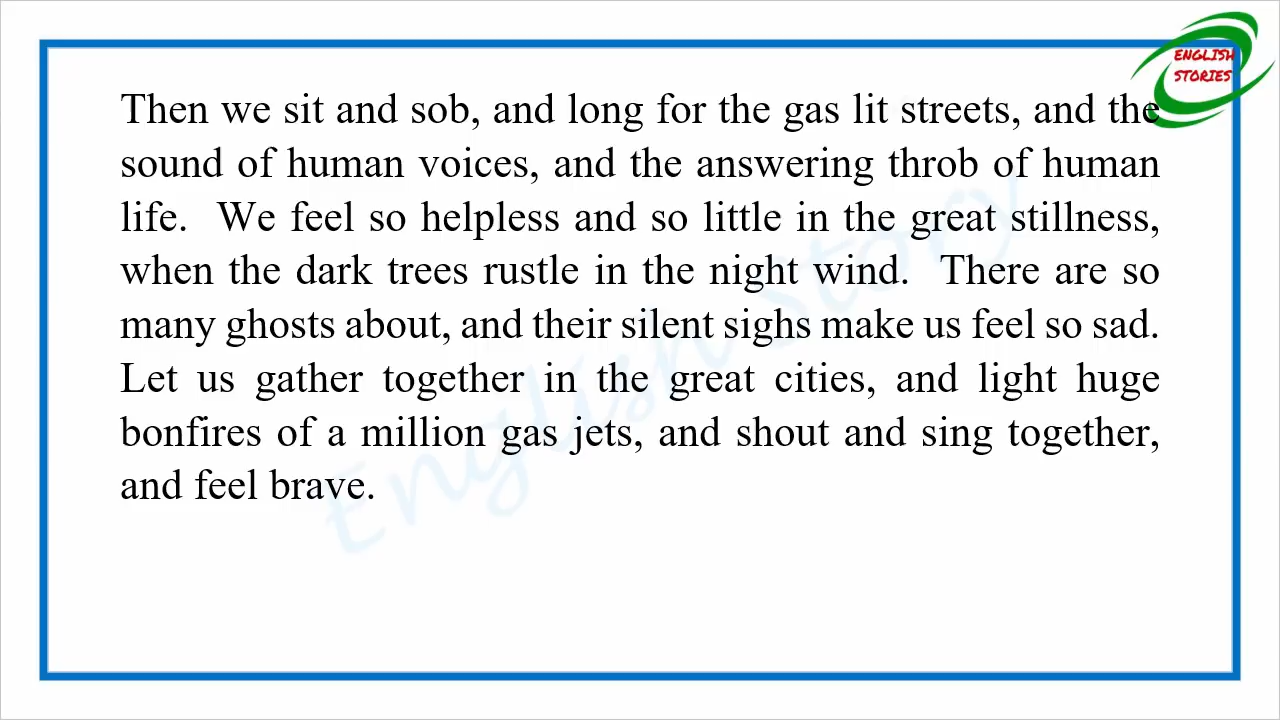 ENGLISH
STORIES
Then we sit and sob, and long for the gas lit streets, and the
sound of human voices, and the answering throb of human
life.  We feel so helpless and so little in the great stillness,
when the dark trees rustle in the night wind.  There are so
many ghosts about, and their silent sighs make us feel so sad.
Let us gather together in the great cities, and light huge
bonfires of a million gas jets, and shout and sing together,
and feel brave.
English Story